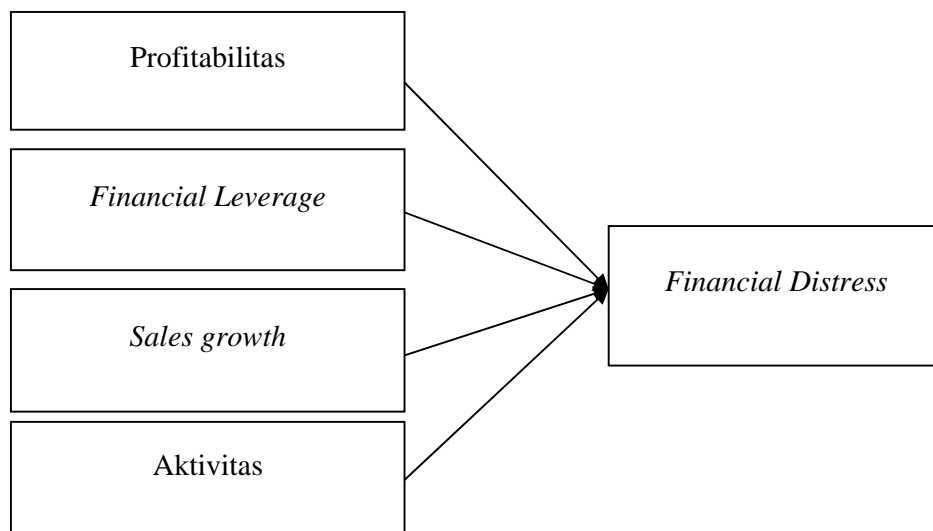 Profitabilitas
Financial Leverage
Sales growth
Aktivitas
Financial Distress